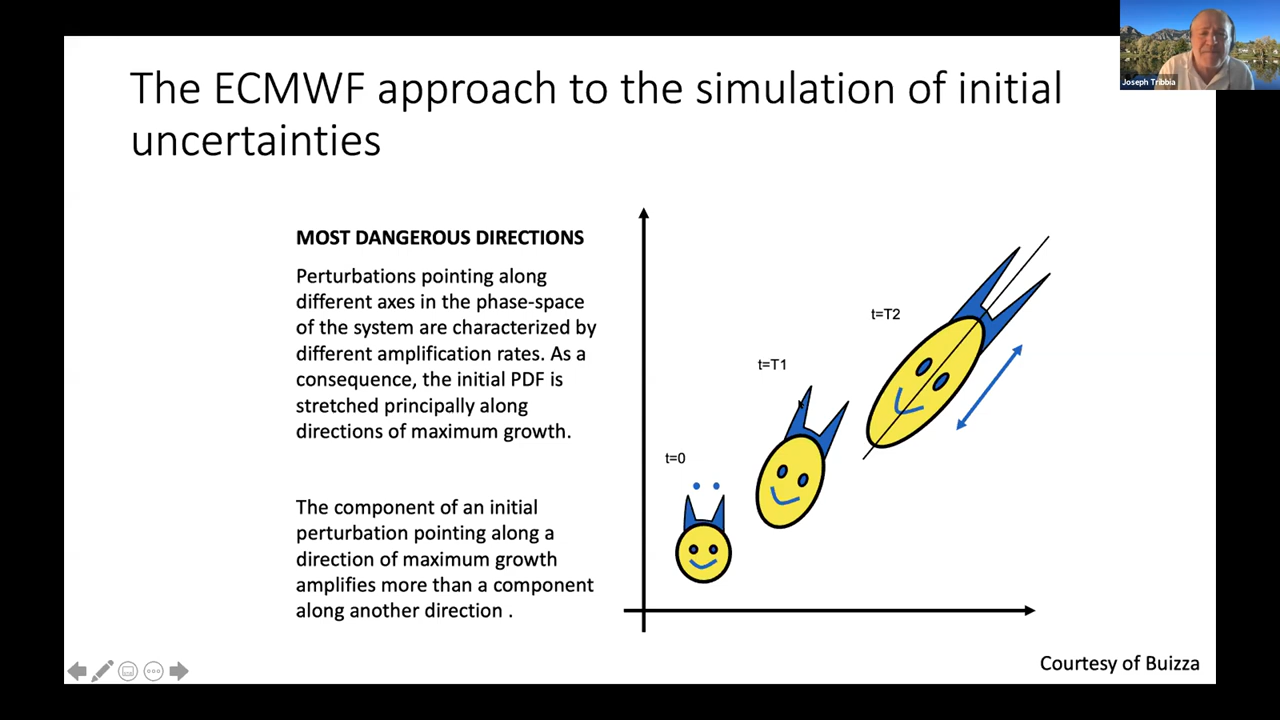 The ECMWF approach to the simulation of initial
uncertainties
MOST DANGEROUS DIRECTIONS
Perturbations pointing along
different axes in the phase-space
of the system are characterized by
different amplification rates. As a
consequence, the initial PDF is
stretched principally along
directions of maximum growth.
The component of an initial
perturbation pointing along a
direction of maximum growth
amplifies more than a component
along another direction .
t=0
t=T1
t=T2
Courtesy of Buizza
Joseph Tribbia